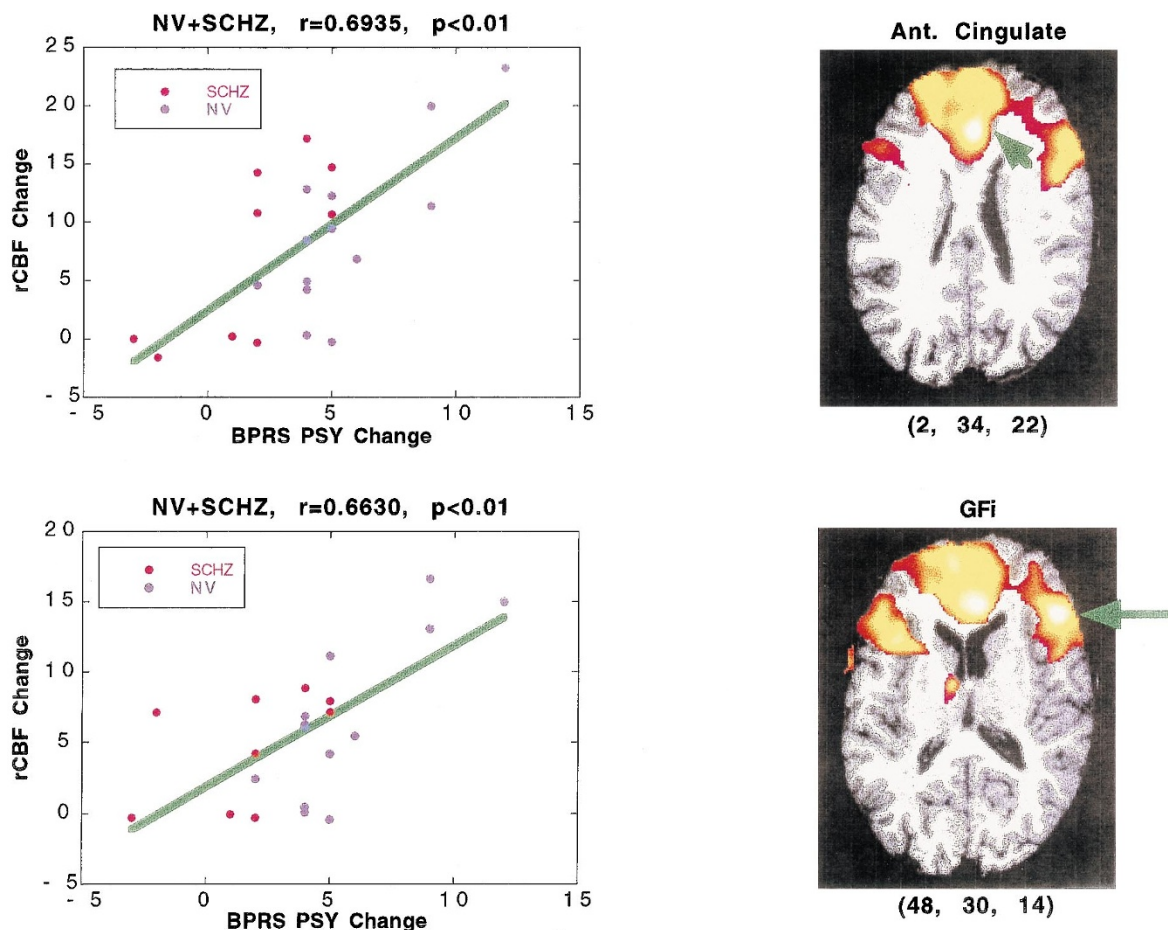 NV+SCHZ, r=0.6935, p<0.01
25
20
15
10
5
0
- 5
rCBF Change
SCHZ
NV
- 5 0 5 10 15
BPRS PSY Change
Ant. Cingulate
(2, 34, 22)
NV+SCHZ, r=0.6630, p<0.01
20
15
10
5
0
- 5
rCBF Change
SCHZ
NV
- 5 0 5 10 15
BPRS PSY Change
GFi
(48, 30, 14)